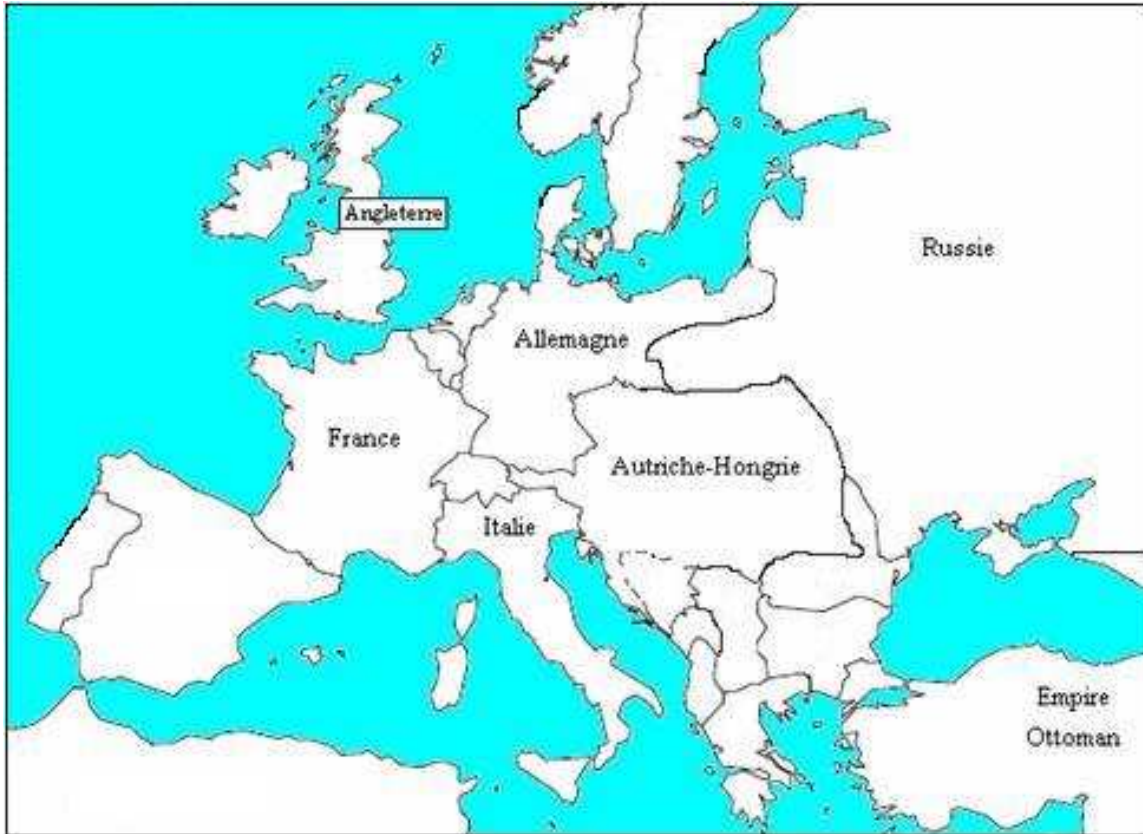 Angleterre
Russie
Allemagne
France
Autriche-Hongrie
Italie
Empire
Ottoman